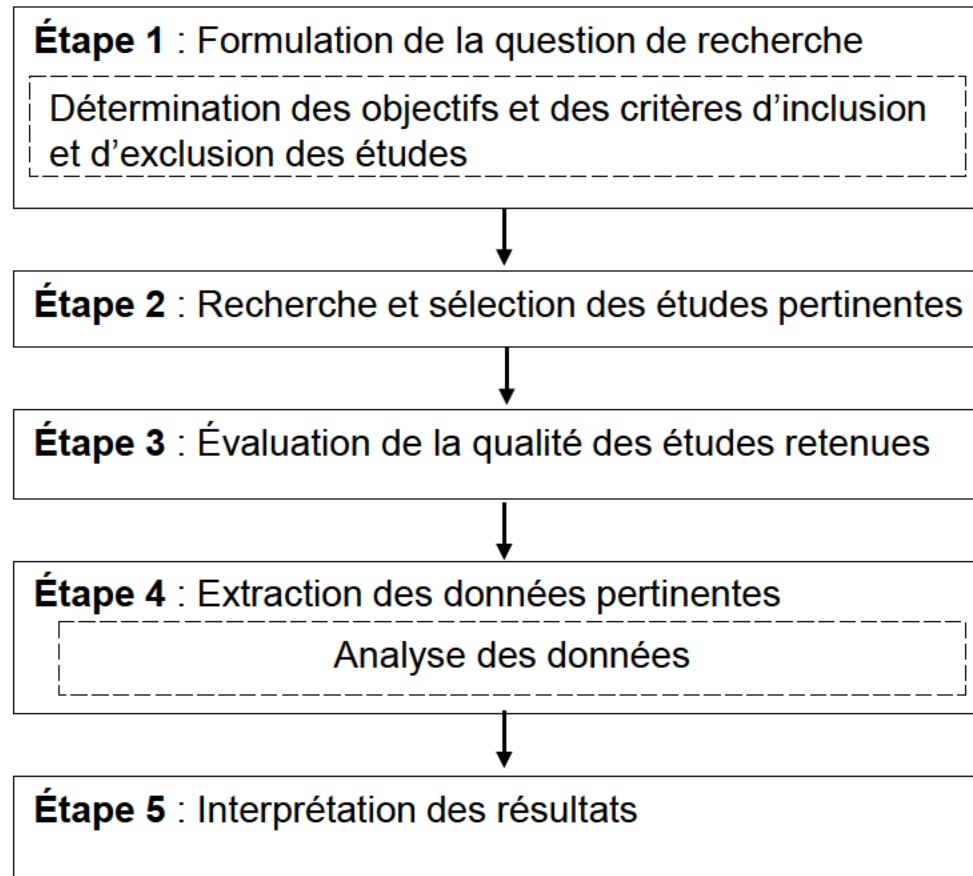 Étape 1 : Formulation de la question de recherche
Détermination des objectifs et des critères d’inclusion
et d’exclusion des études
Étape 2 : Recherche et sélection des études pertinentes
Étape 3 : Évaluation de la qualité des études retenues
Étape 4 : Extraction des données pertinentes
Analyse des données
Étape 5 : Interprétation des résultats